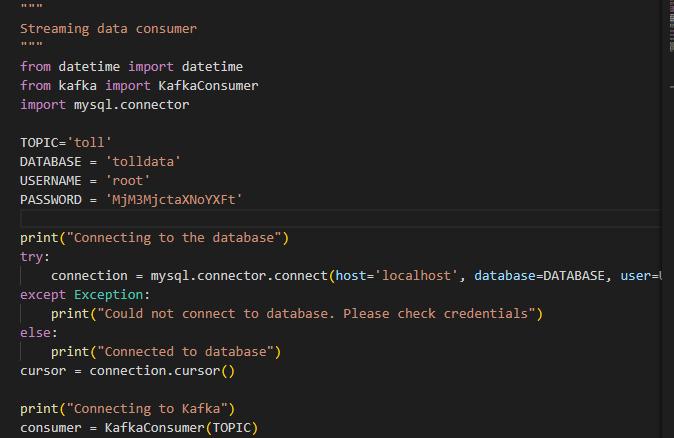 """
Streaming data consumer
"""
from datetime import datetime
from kafka import KafkaConsumer
import mysql.connector
TOPIC='toll'
DATABASE = 'tolldata'
USERNAME = 'root'
PASSWORD = 'MjM3MjctaXNoYXFt'
print("Connecting to the database")
try:
    connection = mysql.connector.connect(host='localhost', database=DATABASE, user=
except Exception:
    print("Could not connect to database. Please check credentials")
else:
    print("Connected to database")
cursor = connection.cursor()
print("Connecting to Kafka")
consumer = KafkaConsumer(TOPIC)